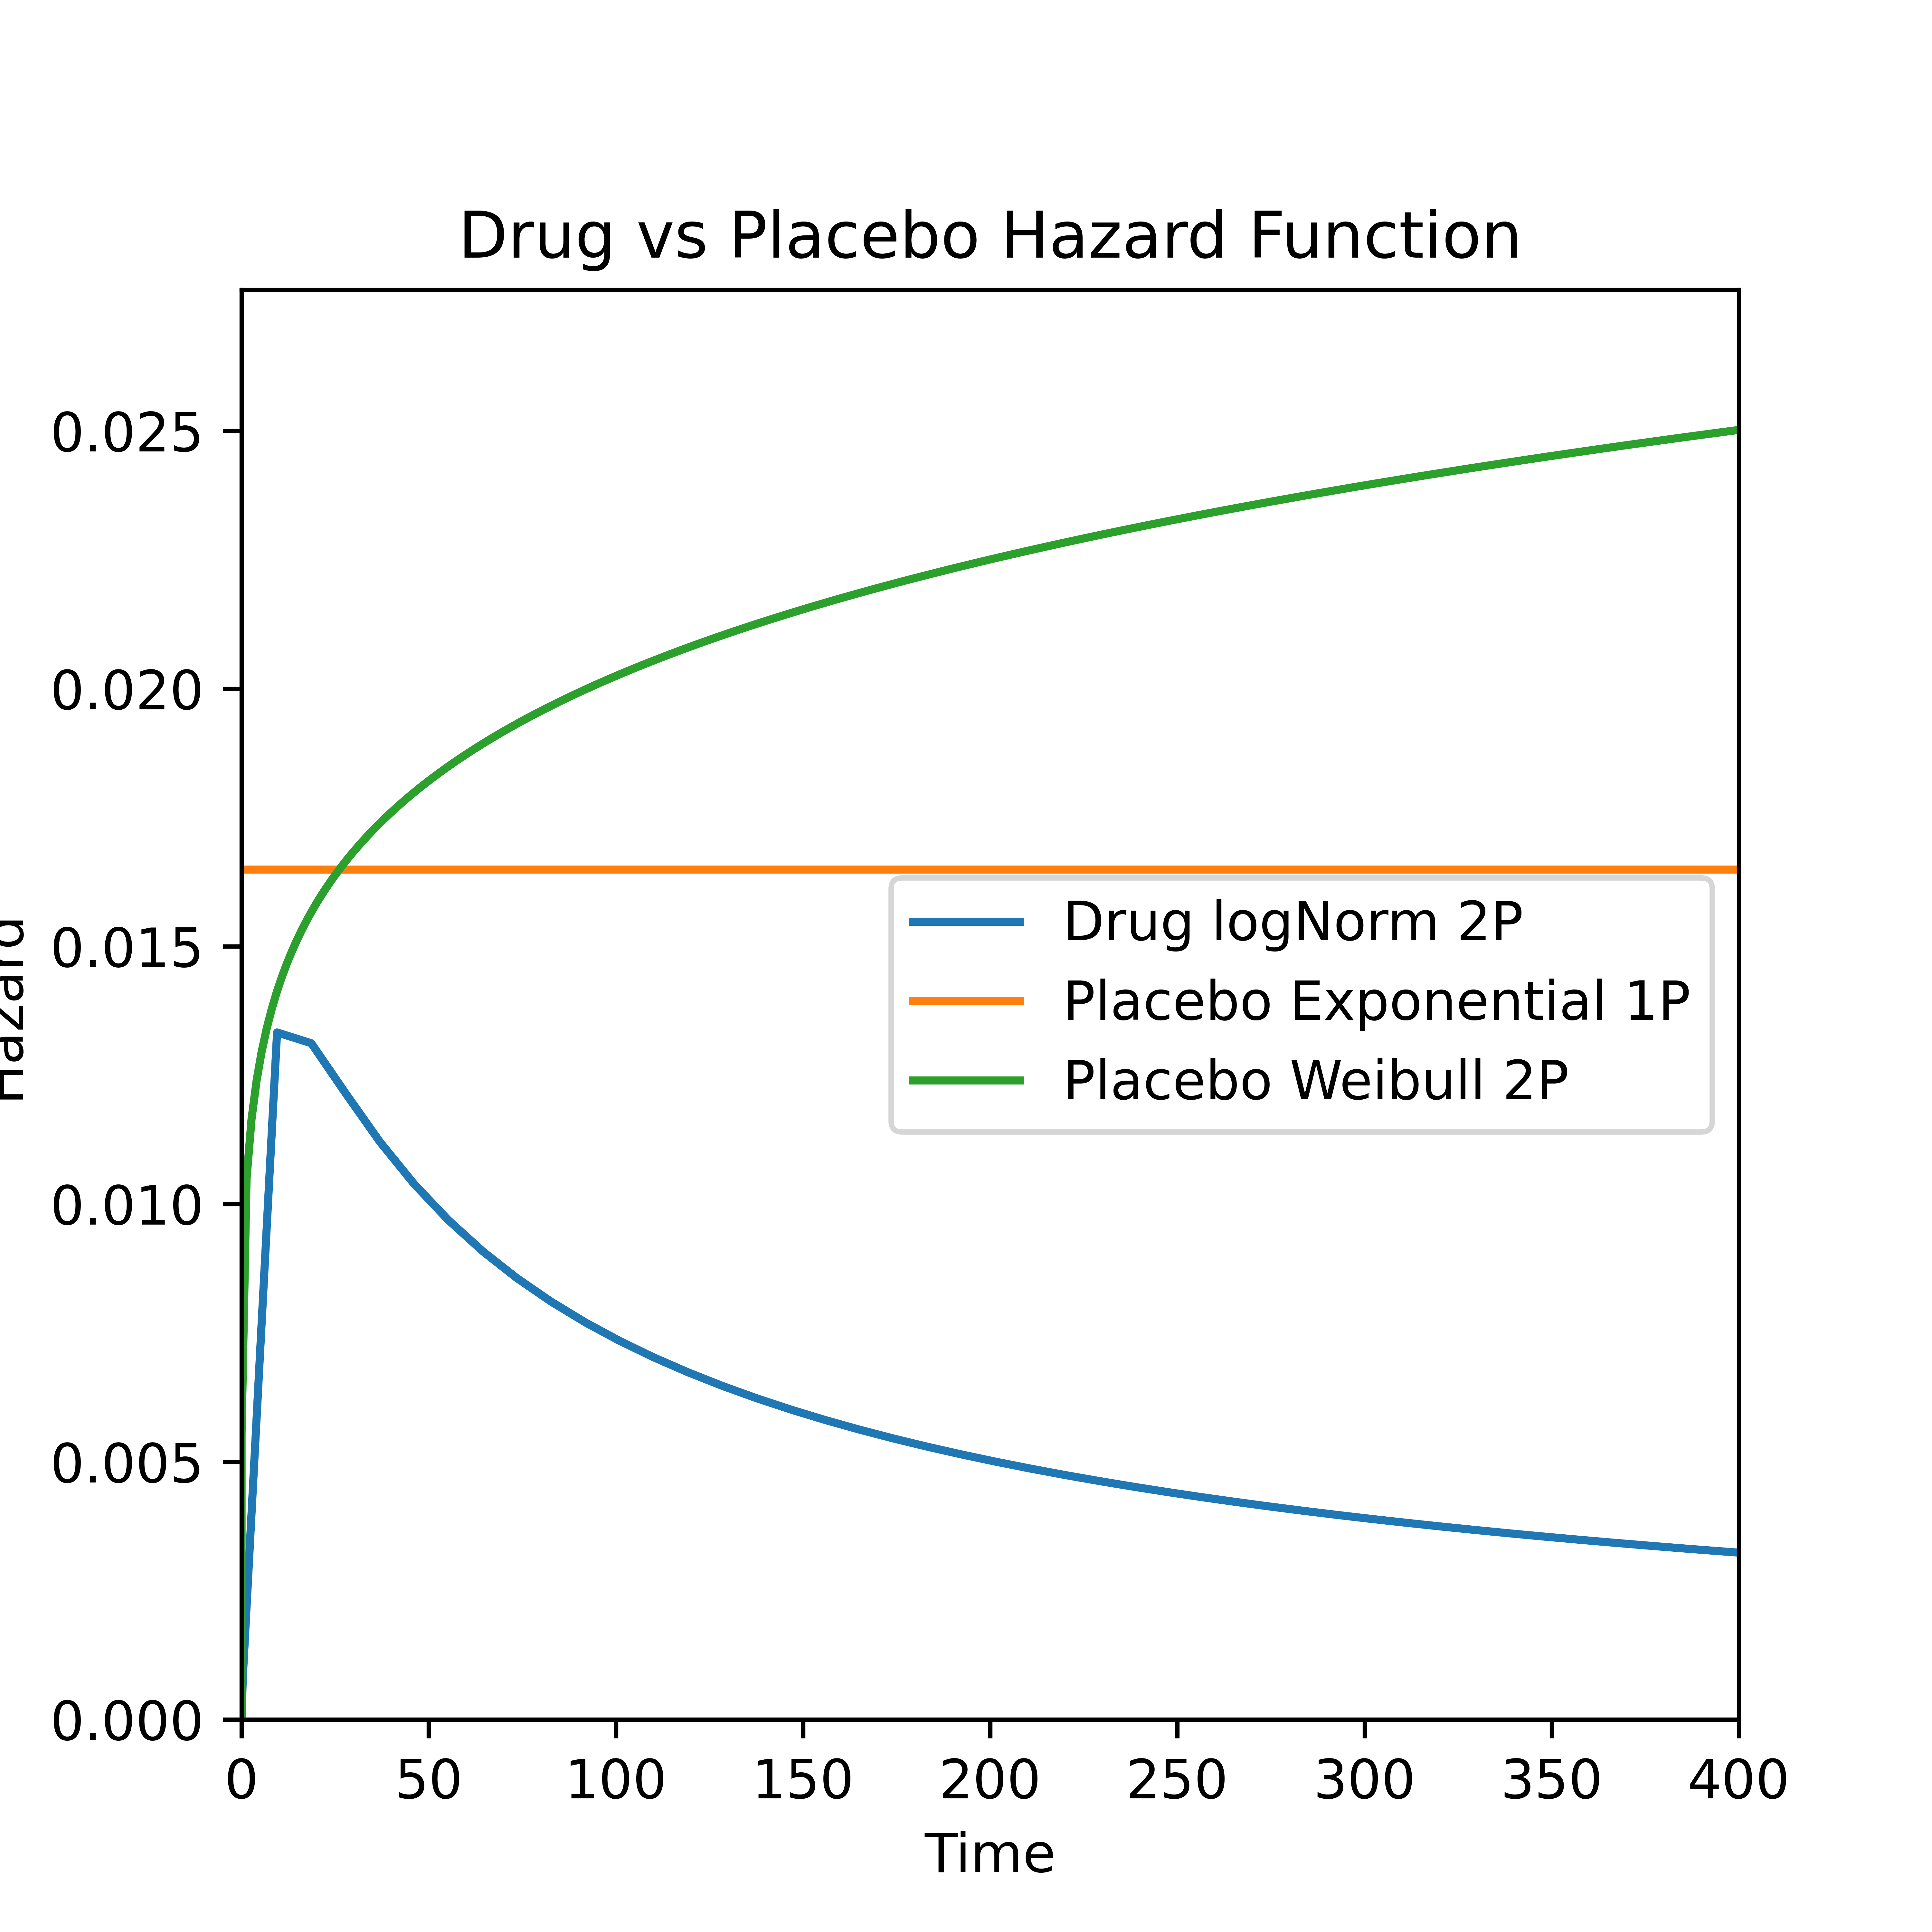 Drug vs Placebo Hazard Function
0.025
0.020
0.015
0.010
0.005
0.000
Hazard
Drug logNorm 2P
Placebo Exponential 1P
Placebo Weibull 2P
0 50 100 150 200 250 300 350 400
Time